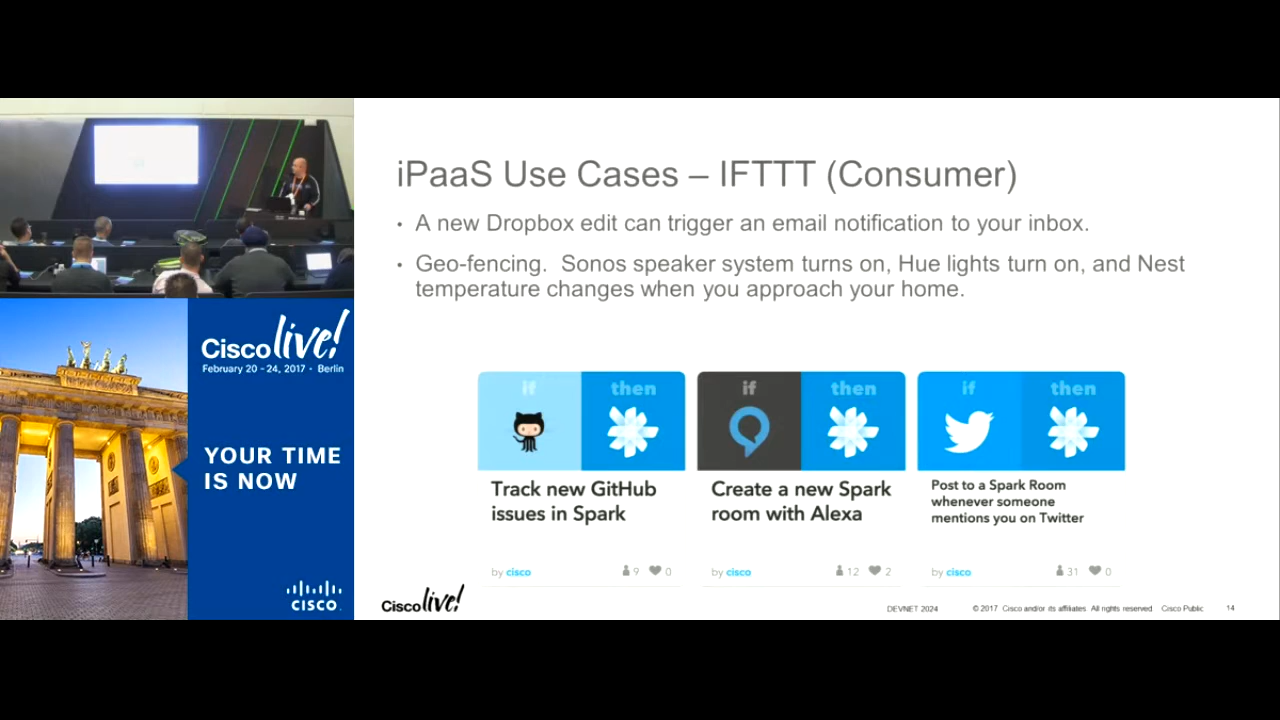 iPaaS Use Cases – IFTTT (Consumer)
• A new Dropbox edit can trigger an email notification to your inbox.
• Geo-fencing.  Sonos speaker system turns on, Hue lights turn on, and Nest
temperature changes when you approach your home.
if then
Track new GitHub
issues in Spark
by cisco 9 0
if then
Create a new Spark
room with Alexa
by cisco 12 2
if then
Post to a Spark Room
whenever someone
mentions you on Twitter
by cisco 31 0
Cisco live!
DEVNET 2024 © 2017 Cisco and/or its affiliates. All rights reserved. Cisco Public 14
Cisco live!
February 20 - 24, 2017 • Berlin
YOUR TIME
IS NOW
CISCO.